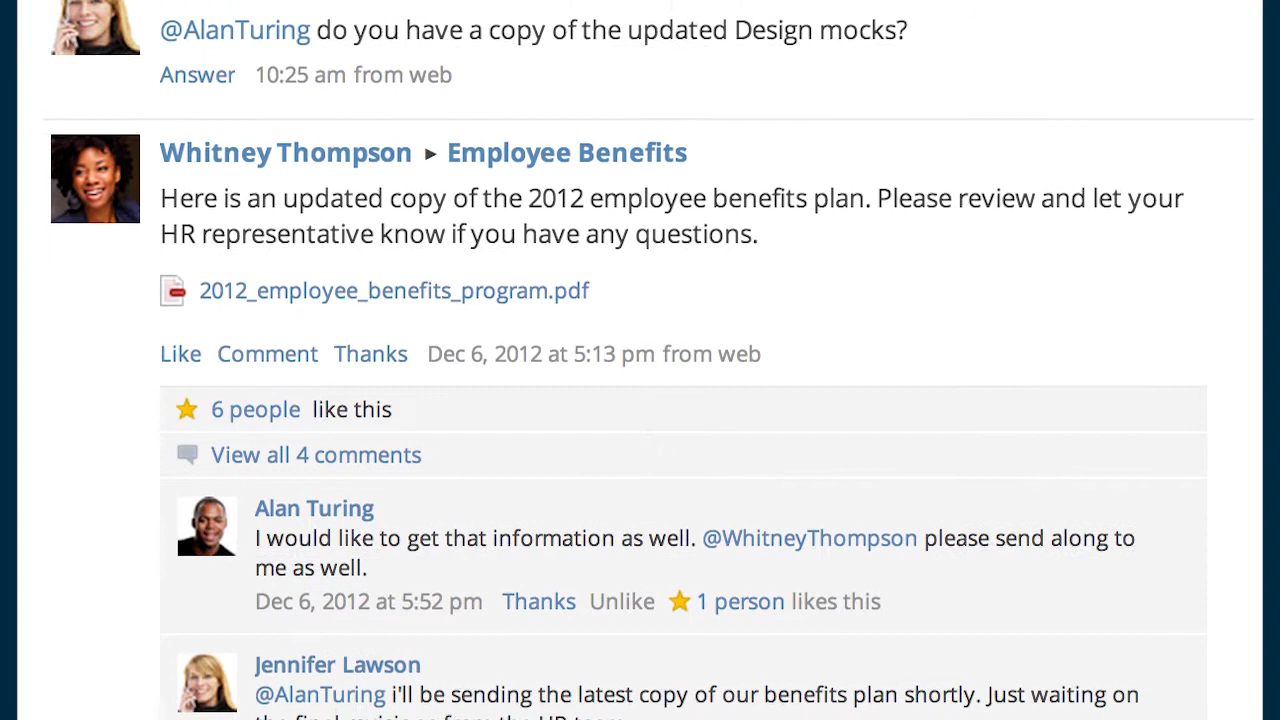 @AlanTuring do you have a copy of the updated Design mocks?
Answer 10:25 am from web
Whitney Thompson ▸ Employee Benefits
Here is an updated copy of the 2012 employee benefits plan. Please review and let your
HR representative know if you have any questions.
2012_employee_benefits_program.pdf
Like Comment Thanks Dec 6, 2012 at 5:13 pm from web
6 people like this
View all 4 comments
Alan Turing
I would like to get that information as well. @WhitneyThompson please send along to
me as well.
Dec 6, 2012 at 5:52 pm Thanks Unlike 1 person likes this
Jennifer Lawson
@AlanTuring i'll be sending the latest copy of our benefits plan shortly. Just waiting on